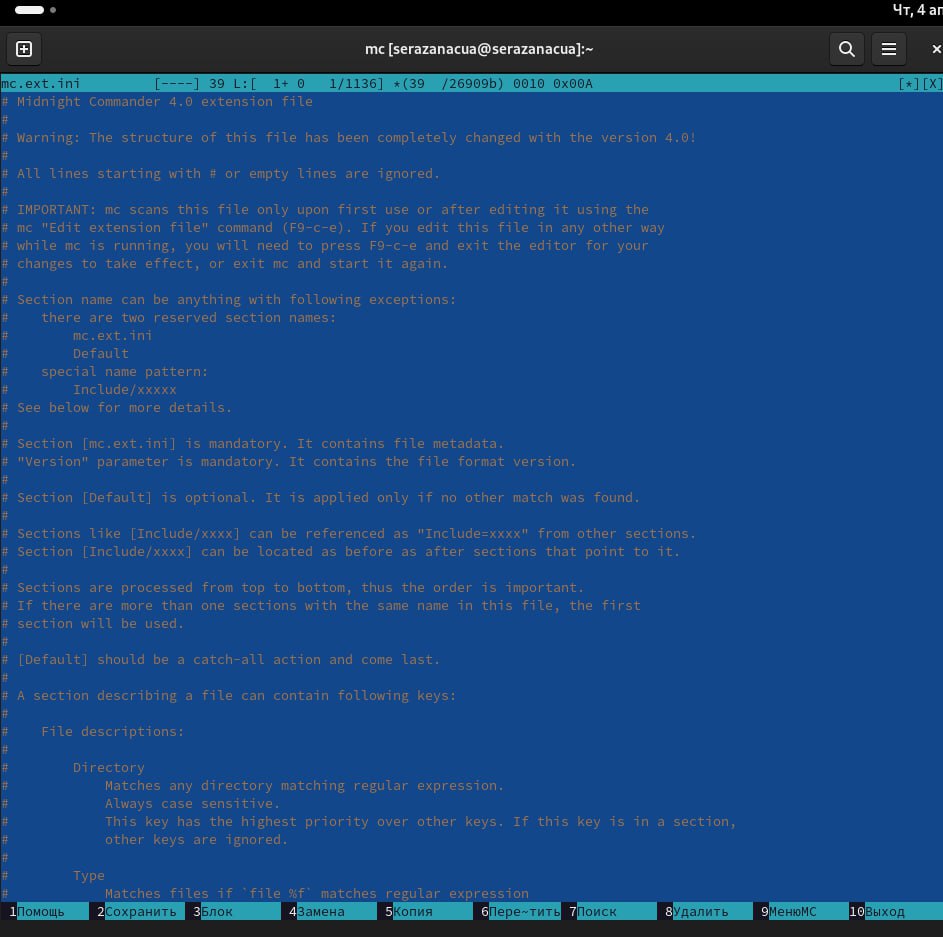 Чт, 4 ап
mc [serazanacua@serazanacua]:~
mc.ext.ini [----] 39 L:[ 1+ 0 1/1136] *(39 /26909b) 0010 0x00A [*][X]
# Midnight Commander 4.0 extension file
#
# Warning: The structure of this file has been completely changed with the version 4.0!
#
# All lines starting with # or empty lines are ignored.
#
# IMPORTANT: mc scans this file only upon first use or after editing it using the
# mc "Edit extension file" command (F9-c-e). If you edit this file in any other way
# while mc is running, you will need to press F9-c-e and exit the editor for your
# changes to take effect, or exit mc and start it again.
#
# Section name can be anything with following exceptions:
#    there are two reserved section names:
#        mc.ext.ini
#        Default
#    special name pattern:
#        Include/xxxxx
# See below for more details.
#
# Section [mc.ext.ini] is mandatory. It contains file metadata.
# "Version" parameter is mandatory. It contains the file format version.
#
# Section [Default] is optional. It is applied only if no other match was found.
#
# Sections like [Include/xxxx] can be referenced as "Include=xxxx" from other sections.
# Section [Include/xxxx] can be located as before as after sections that point to it.
#
# Sections are processed from top to bottom, thus the order is important.
# If there are more than one sections with the same name in this file, the first
# section will be used.
#
# [Default] should be a catch-all action and come last.
#
# A section describing a file can contain following keys:
#
#    File descriptions:
#
#        Directory
#            Matches any directory matching regular expression.
#            Always case sensitive.
#            This key has the highest priority over other keys. If this key is in a section,
#            other keys are ignored.
#
#        Type
#            Matches files if `file %f` matches regular expression
1Помощь 2Сохранить 3Блок 4Замена 5Копия 6Пере~тить 7Поиск 8Удалить 9МенюMC 10Выход